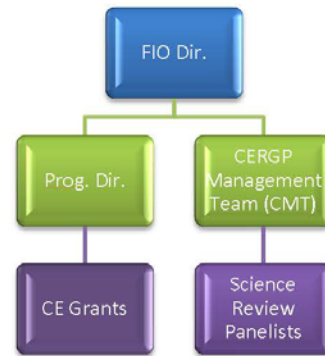 FIO Dir.
Prog. Dir.
CERGP
Management
Team (CMT)
CE Grants
Science
Review
Panelists